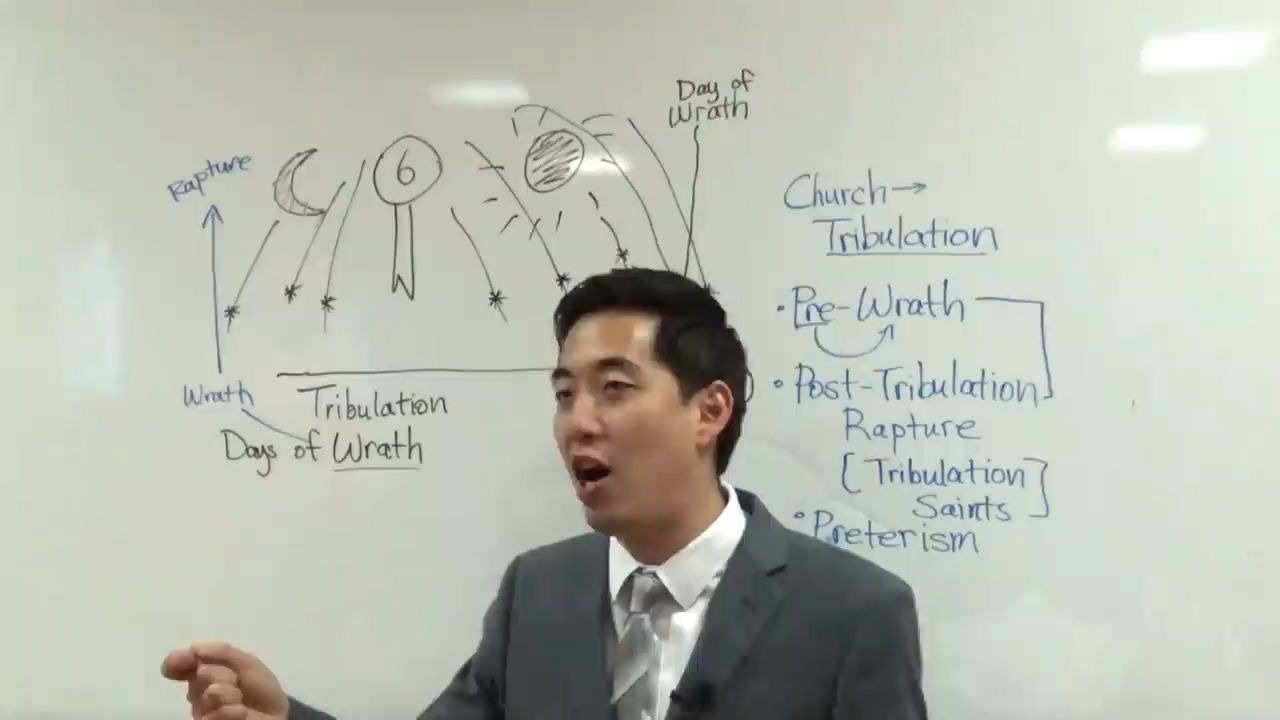 Rapture
6
Day of
Wrath
Wrath
Tribulation
Days of Wrath
Church→
Tribulation
• Pre-Wrath
• Post-Tribulation
Rapture
[Tribulation
Saints]
• Preterism